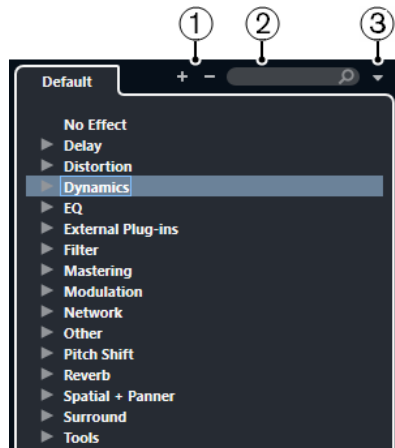 1 2 3
Default + −
No Effect
Delay
Distortion
Dynamics
EQ
External Plug-ins
Filter
Mastering
Modulation
Network
Other
Pitch Shift
Reverb
Spatial + Panner
Surround
Tools